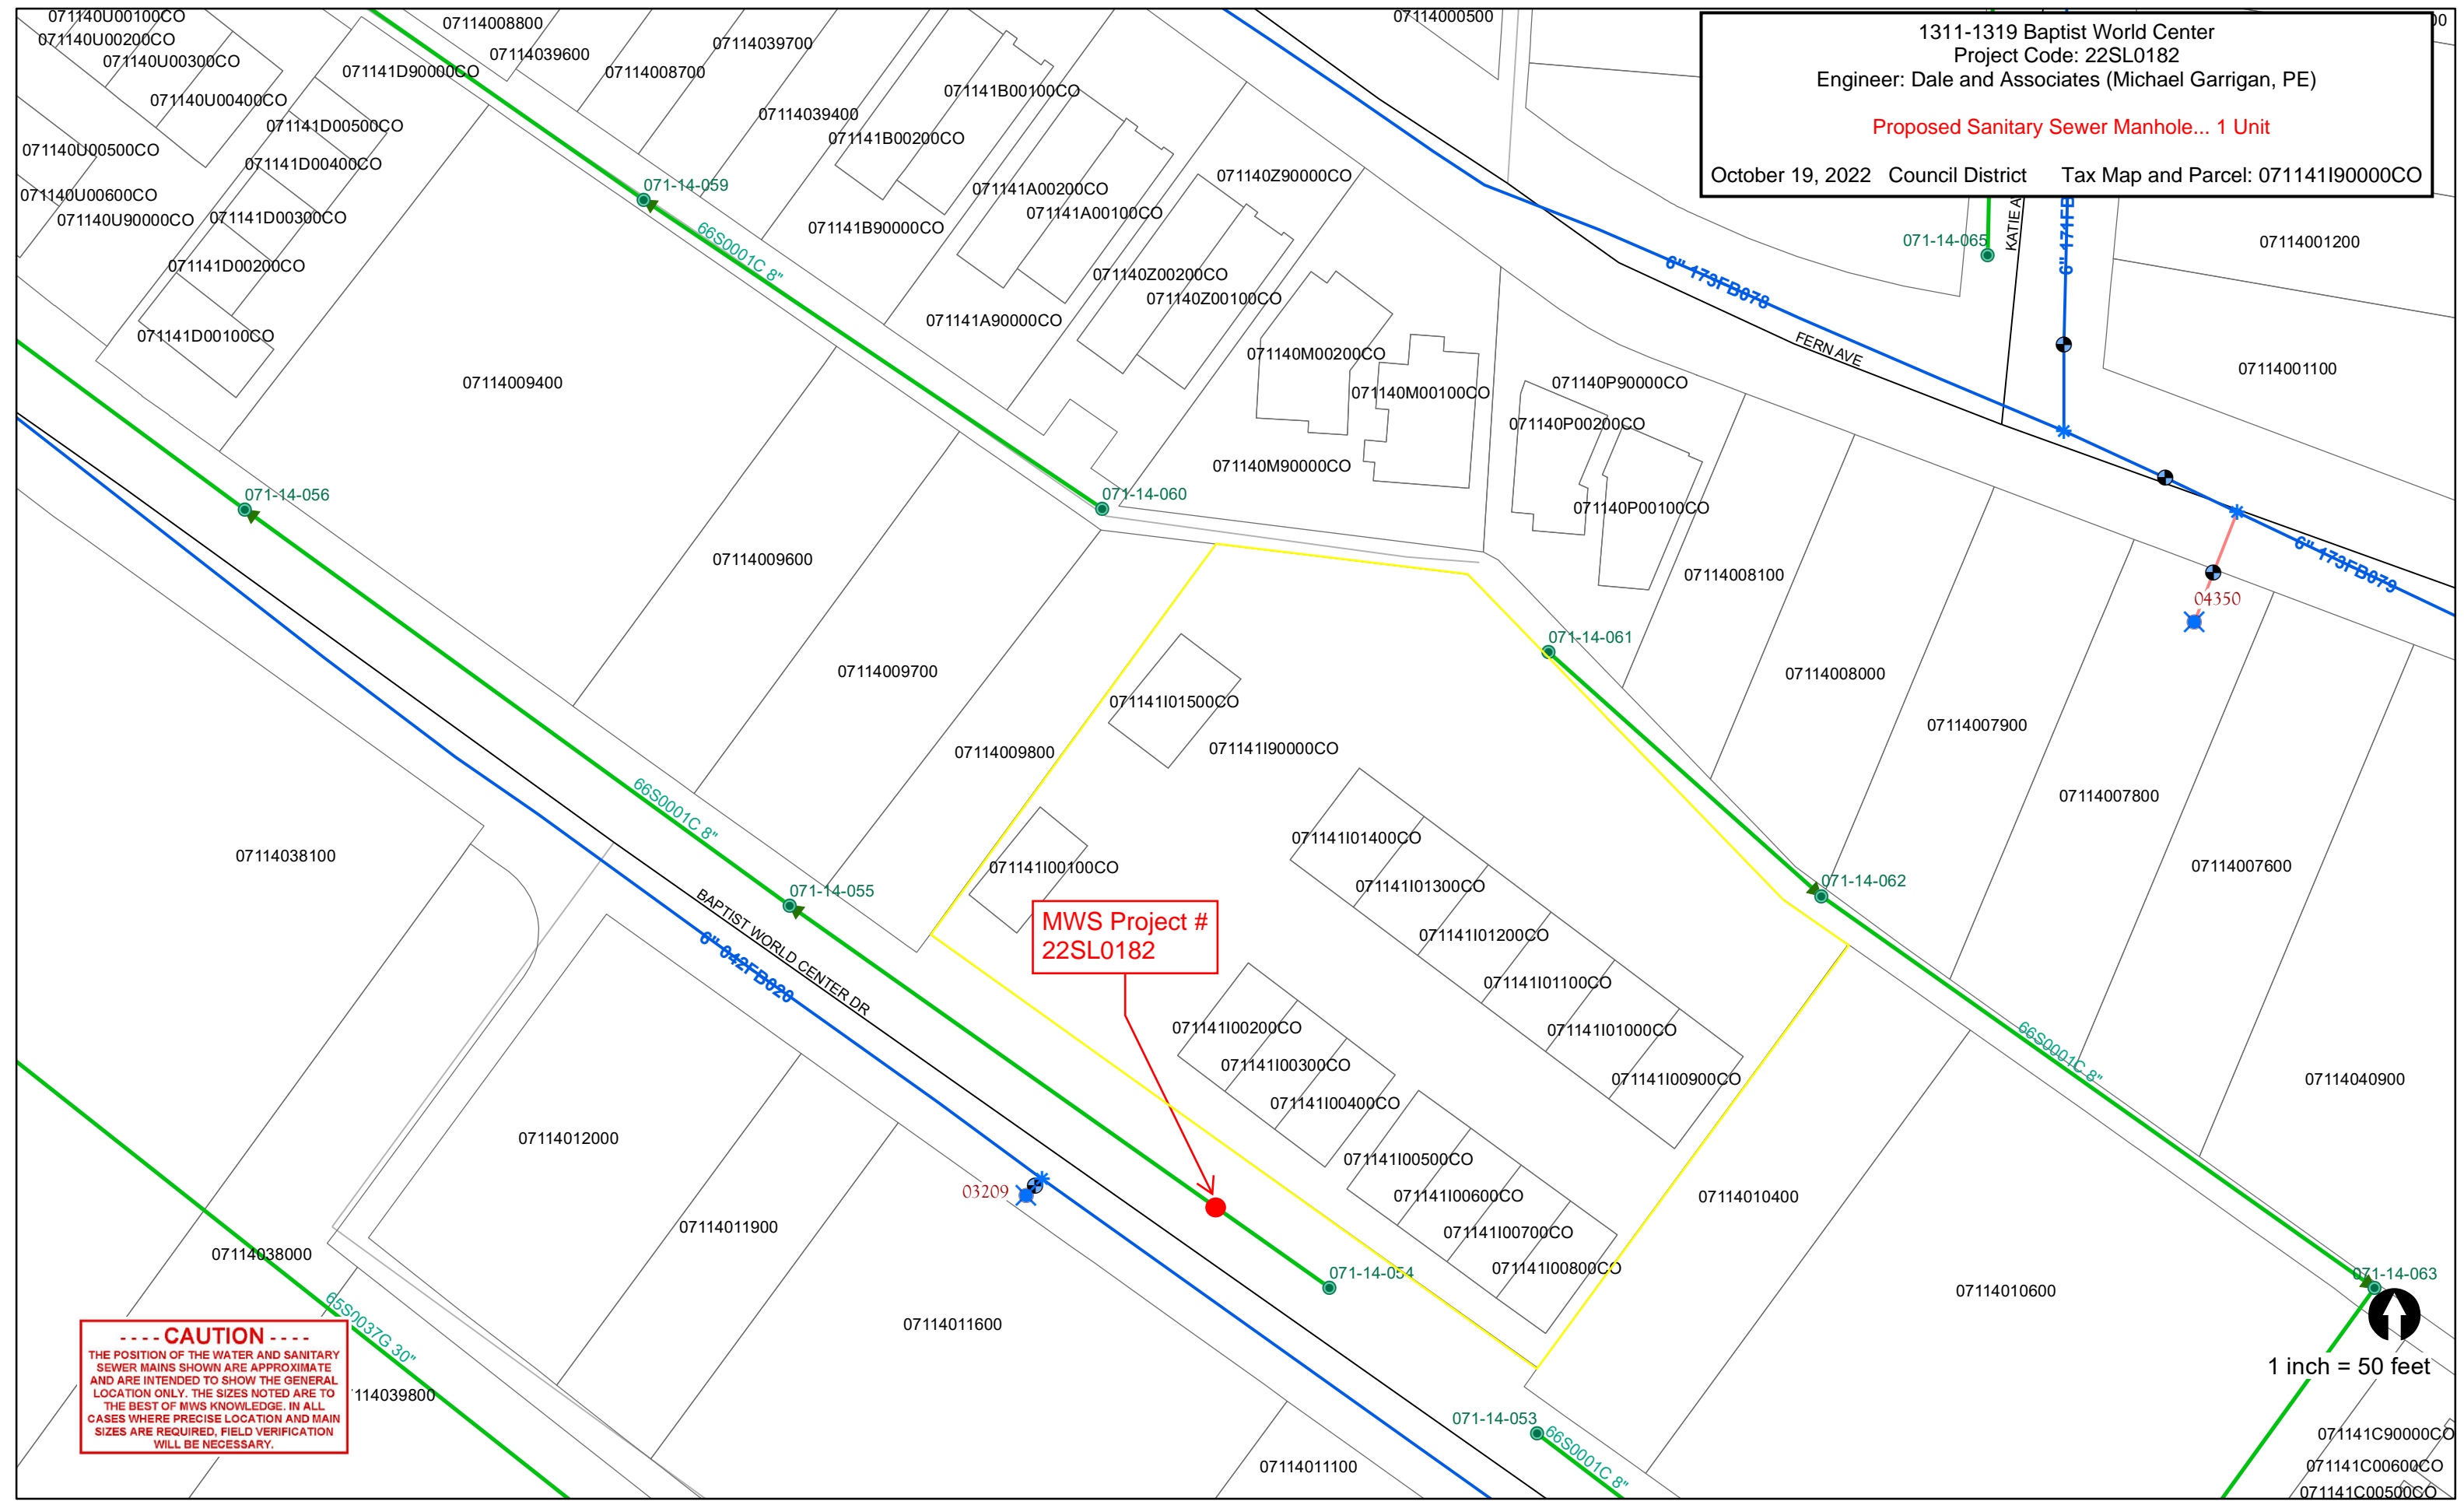 1311-1319 Baptist World Center
Project Code: 22SL0182
Engineer: Dale and Associates (Michael Garrigan, PE)
Proposed Sanitary Sewer Manhole... 1 Unit
October 19, 2022 Council District Tax Map and Parcel: 071141I90000CO
071140U00100CO
071140U00200CO
071140U00300CO
071140U00400CO
071140U00500CO
071140U00600CO
071140U90000CO
071141D90000CO
071141D00500CO
071141D00400CO
071141D00300CO
071141D00200CO
071141D00100CO
07114008800
07114039600
07114039700
07114008700
07114039400
071141B00100CO
071141B00200CO
071141B90000CO
071141A00200CO
071141A00100CO
071141A90000CO
071140Z90000CO
071140Z00200CO
071140Z00100CO
071140M00200CO
071140M00100CO
071140M90000CO
071140P90000CO
071140P00200CO
071140P00100CO
07114000500
071-14-059
66S0001C 8"
071-14-060
071-14-056
07114009400
07114009600
07114009700
07114009800
6" 173FB078
FERN AVE
071-14-065
07114001200
07114001100
6" 173FB079
04350
07114008100
07114008000
07114007900
07114007800
07114007600
07114040900
071-14-061
071-14-062
66S0001C 8"
071-14-063
071141I01500CO
071141I90000CO
071141I00100CO
071141I01400CO
071141I01300CO
071141I01200CO
071141I01100CO
071141I01000CO
071141I00900CO
071141I00200CO
071141I00300CO
071141I00400CO
071141I00500CO
071141I00600CO
071141I00700CO
071141I00800CO
66S0001C 8"
071-14-055
BAPTIST WORLD CENTER DR
6" 042FB020
MWS Project #
22SL0182
071-14-054
071-14-053
66S0001C 8"
03209
07114038100
07114012000
07114011900
07114011600
07114011100
07114038000
65S0037G 30"
114039800
07114010400
07114010600
1 inch = 50 feet
071141C90000CO
071141C00600CO
071141C00500CO
---- CAUTION ----
THE POSITION OF THE WATER AND SANITARY
SEWER MAINS SHOWN ARE APPROXIMATE
AND ARE INTENDED TO SHOW THE GENERAL
LOCATION ONLY. THE SIZES NOTED ARE TO
THE BEST OF MWS KNOWLEDGE. IN ALL
CASES WHERE PRECISE LOCATION AND MAIN
SIZES ARE REQUIRED, FIELD VERIFICATION
WILL BE NECESSARY.